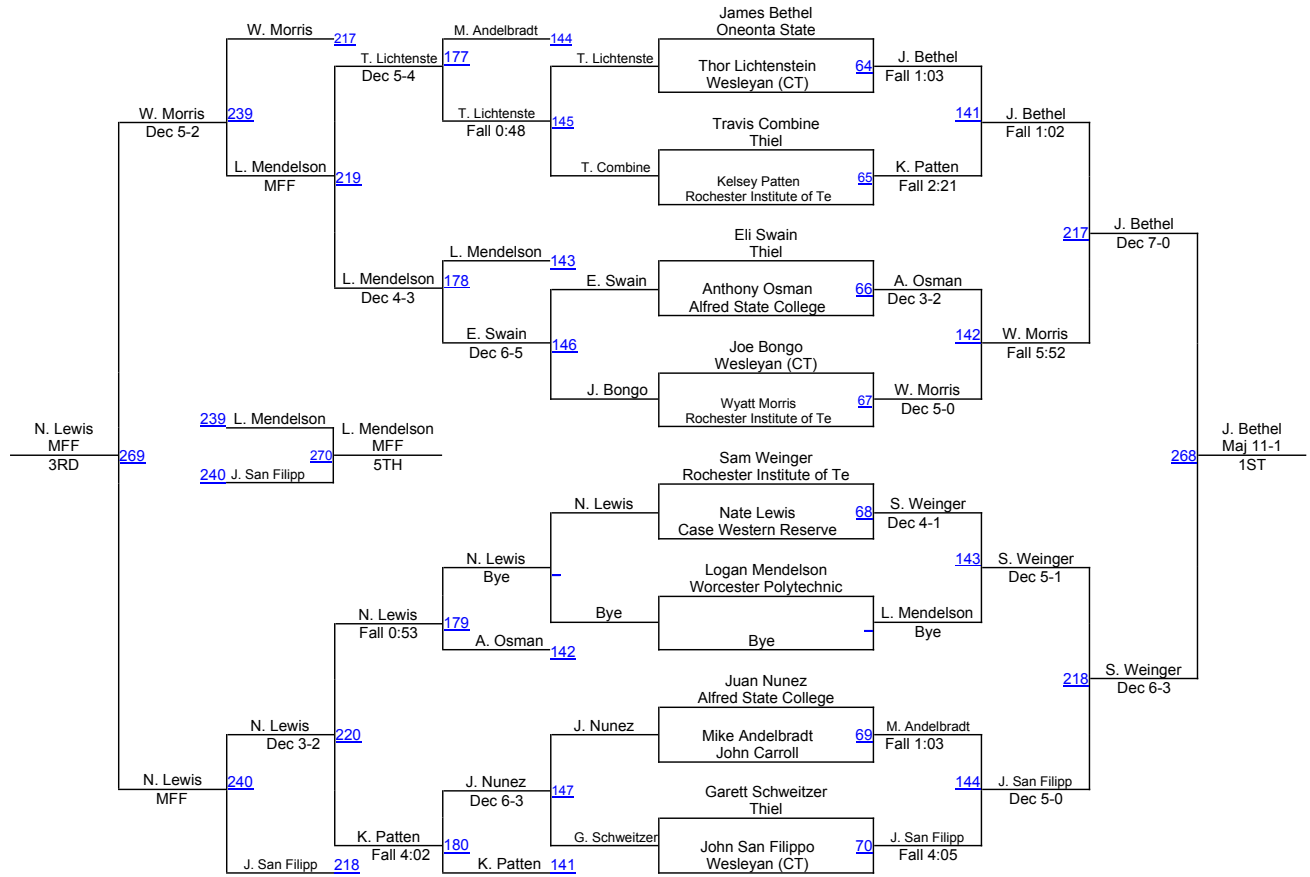 James Bethel
Oneonta State
W. Morris
217
M. Andelbradt
144
T. Lichtenste
177
Dec 5-4
T. Lichtenste
Thor Lichtenstein
Wesleyan (CT)
64
J. Bethel
Fall 1:03
W. Morris
Dec 5-2
239
T. Lichtenste
Fall 0:48
145
Travis Combine
Thiel
141
J. Bethel
Fall 1:02
L. Mendelson
MFF
219
T. Combine
Kelsey Patten
Rochester Institute of Te
65
K. Patten
Fall 2:21
Eli Swain
Thiel
217
J. Bethel
Dec 7-0
L. Mendelson
143
L. Mendelson
178
Dec 4-3
E. Swain
Anthony Osman
Alfred State College
66
A. Osman
Dec 3-2
E. Swain
Dec 6-5
146
Joe Bongo
Wesleyan (CT)
142
W. Morris
Fall 5:52
J. Bongo
Wyatt Morris
Rochester Institute of Te
67
W. Morris
Dec 5-0
N. Lewis
MFF
3RD
269
239
L. Mendelson
240
J. San Filipp
270
L. Mendelson
MFF
5TH
268
J. Bethel
Maj 11-1
1ST
Sam Weinger
Rochester Institute of Te
N. Lewis
Nate Lewis
Case Western Reserve
68
S. Weinger
Dec 4-1
N. Lewis
Bye
Logan Mendelson
Worcester Polytechnic
143
S. Weinger
Dec 5-1
N. Lewis
Fall 0:53
179
Bye
Bye
L. Mendelson
Bye
A. Osman
142
Juan Nunez
Alfred State College
218
S. Weinger
Dec 6-3
N. Lewis
Dec 3-2
220
J. Nunez
Mike Andelbradt
John Carroll
69
M. Andelbradt
Fall 1:03
N. Lewis
MFF
240
J. Nunez
Dec 6-3
147
Garett Schweitzer
Thiel
144
J. San Filipp
Dec 5-0
K. Patten
Fall 4:02
180
G. Schweitzer
John San Filippo
Wesleyan (CT)
70
J. San Filipp
Fall 4:05
J. San Filipp
218
K. Patten
141